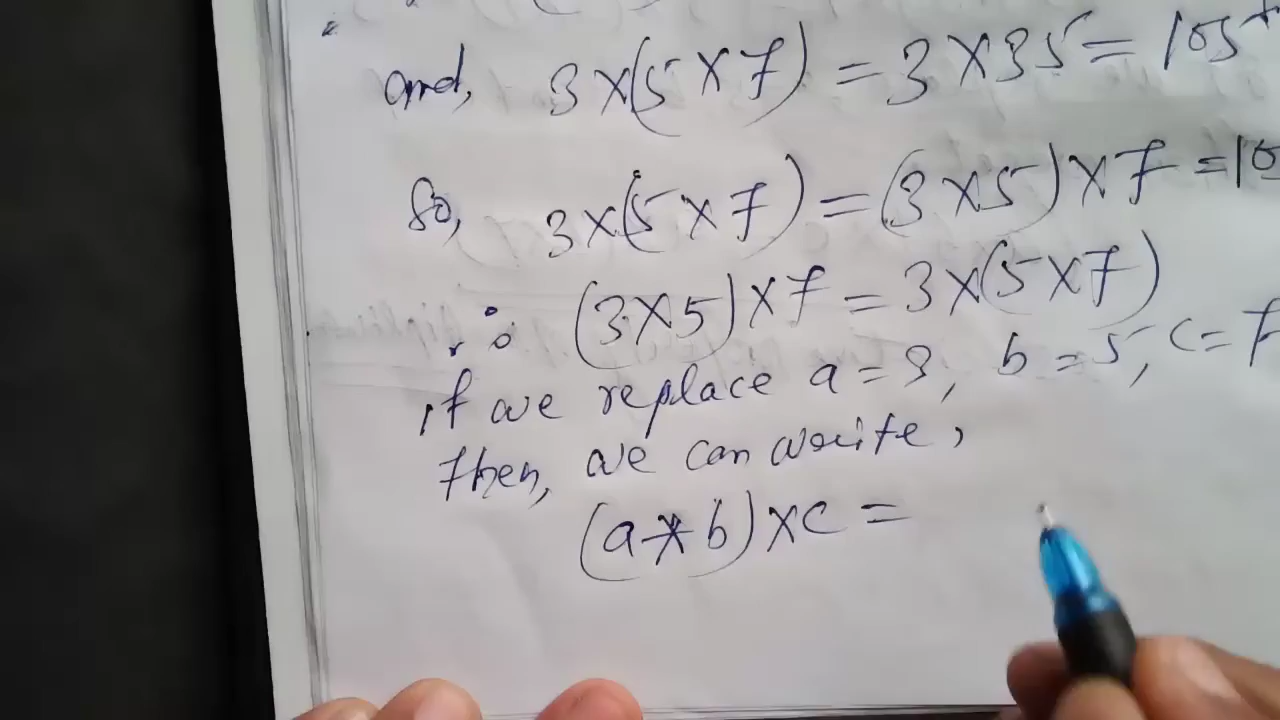 and, 3×(5×7) = 3×35 = 105
So, 3×(5×7) = (3×5)×7 = 10
∴ (3×5)×7 = 3×(5×7)
if we replace a = 3, b = 5, c = 7
then, we can write,
(a×b)×c =